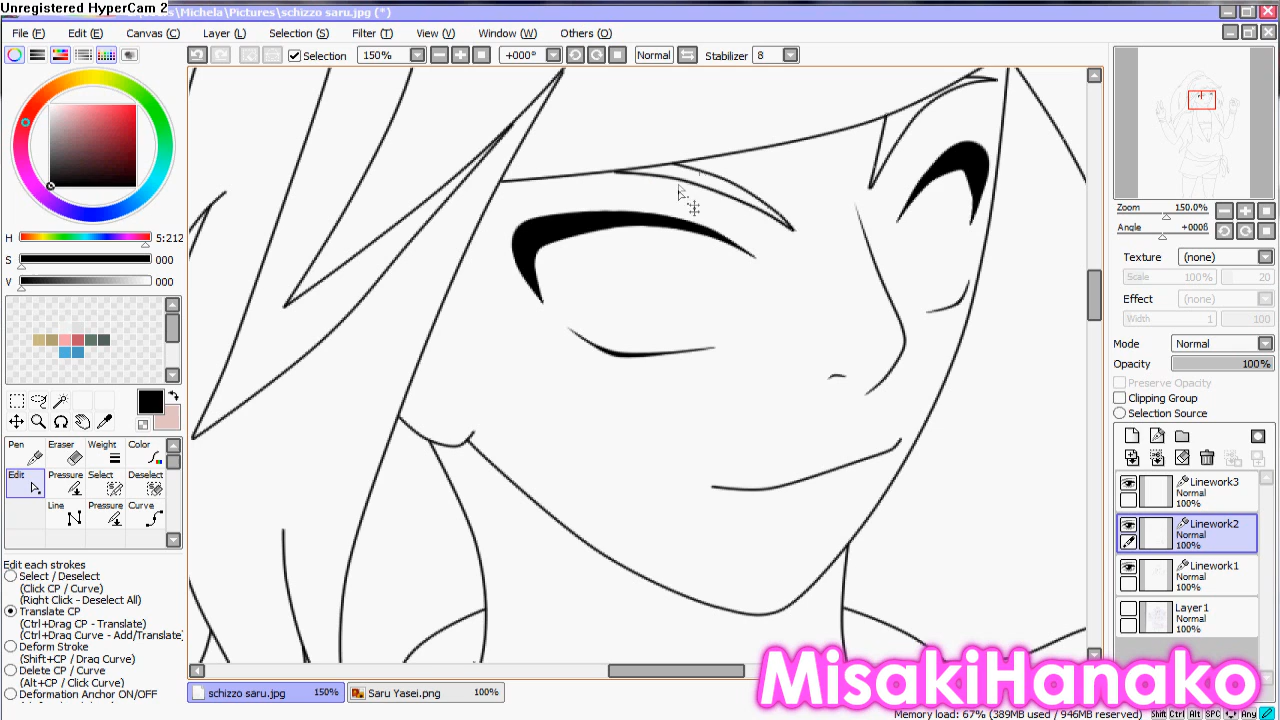 Unregistered HyperCam 2
\Pictures\schizzo saru.jpg (*)
File (F) Edit (E) Canvas (C) Layer (L) Selection (S) Filter (T) View (V) Window (W) Others (O)
Selection 150% +000° Normal Stabilizer 8
H 5:212
S 000
V 000
Pen Eraser Weight Color
Edit Pressure Select Deselect
Line Pressure Curve
Edit each strokes
Select / Deselect
(Click CP / Curve)
(Right Click - Deselect All)
Translate CP
(Ctrl+Drag CP - Translate)
(Ctrl+Drag Curve - Add/Translate)
Deform Stroke
(Shift+CP / Drag Curve)
Delete CP / Curve
(Alt+CP / Click Curve)
Deformation Anchor ON/OFF
schizzo saru.jpg 150% Saru Yasei.png 100%
Zoom 150.0%
Angle +000δ
Texture (none)
Scale 100% 20
Effect (none)
Width 1 100
Mode Normal
Opacity 100%
Preserve Opacity
Clipping Group
Selection Source
Linework3
Normal
100%
Linework2
Normal
100%
Linework1
Normal
100%
Layer1
Normal
100%
MisakiHanako
Memory load: 67% (389MB used / 946MB reserved) Shift Ctrl Alt SPC Any